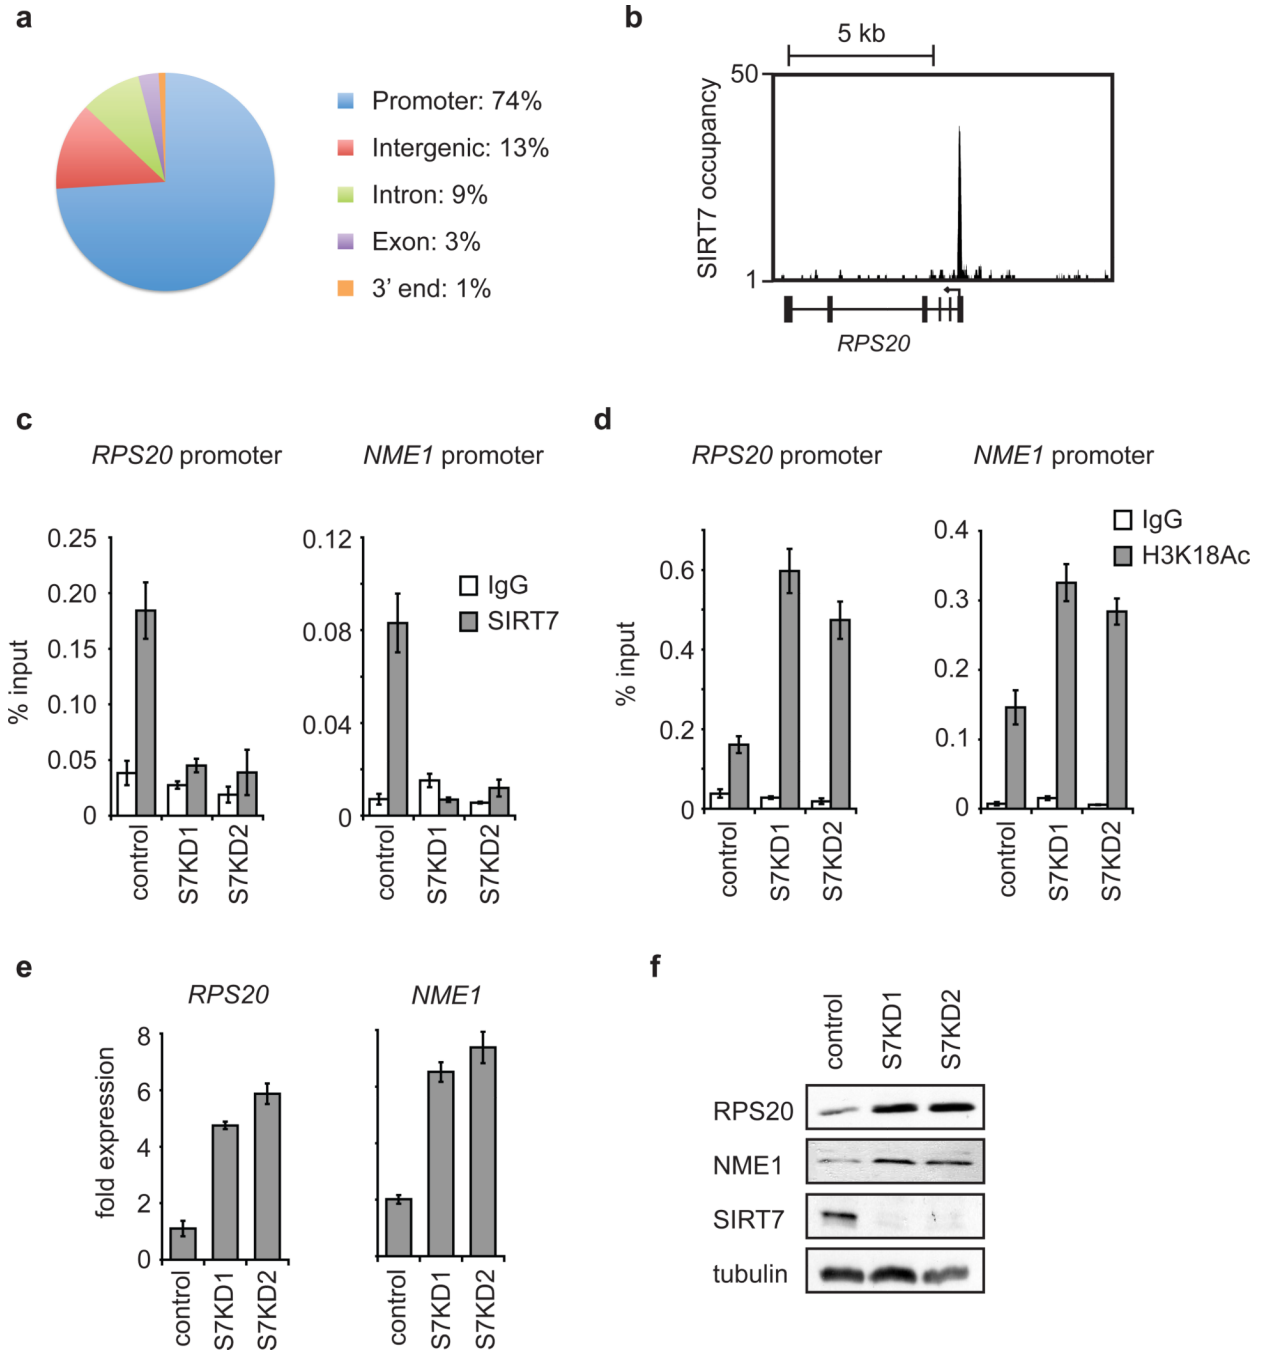 a
Promoter: 74%
Intergenic: 13%
Intron: 9%
Exon: 3%
3’ end: 1%
b
5 kb
50
SIRT7 occupancy
1
RPS20
c
RPS20 promoter
NME1 promoter
% input
0.25
0.20
0.15
0.10
0.05
0
control
S7KD1
S7KD2
0.12
0.08
0.04
0
IgG
SIRT7
control
S7KD1
S7KD2
d
RPS20 promoter
NME1 promoter
% input
0.6
0.4
0.2
0
control
S7KD1
S7KD2
0.4
0.3
0.2
0.1
0
IgG
H3K18Ac
control
S7KD1
S7KD2
e
RPS20
NME1
fold expression
8
6
4
2
0
control
S7KD1
S7KD2
control
S7KD1
S7KD2
f
control
S7KD1
S7KD2
RPS20
NME1
SIRT7
tubulin